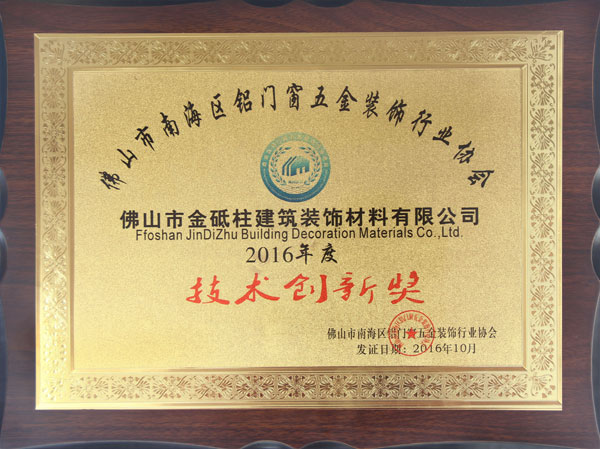 佛山市南海区铝门窗五金装饰行业协会
佛山市金砥柱建筑装饰材料有限公司
Ffoshan JinDiZhu Building Decoration Materials Co.,Ltd.
2016年度
技术创新奖
佛山市南海区铝门窗五金装饰行业协会
发证日期：2016年10月